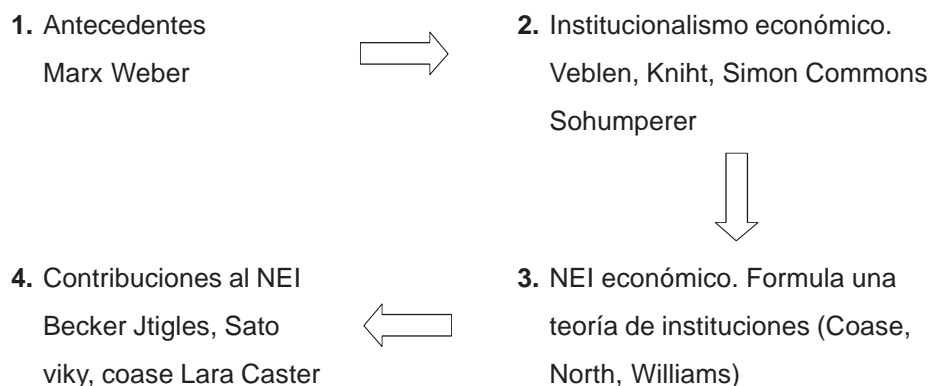 1. Antecedentes
Marx Weber
2. Institucionalismo económico.
Veblen, Kniht, Simon Commons
Sohumperer
3. NEI económico. Formula una
teoría de instituciones (Coase,
North, Williams)
4. Contribuciones al NEI
Becker Jtigles, Sato
viky, coase Lara Caster